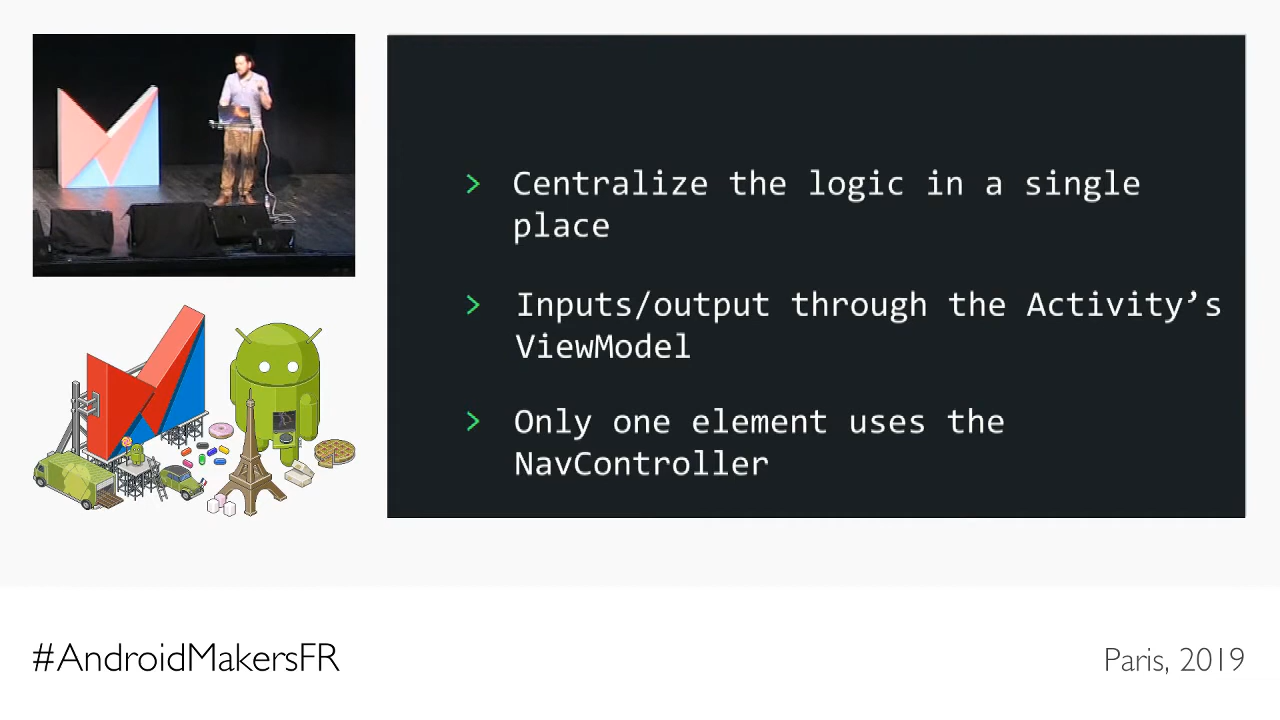 > Centralize the logic in a single
place
> Inputs/output through the Activity’s
ViewModel
> Only one element uses the
NavController
#AndroidMakersFR
Paris, 2019